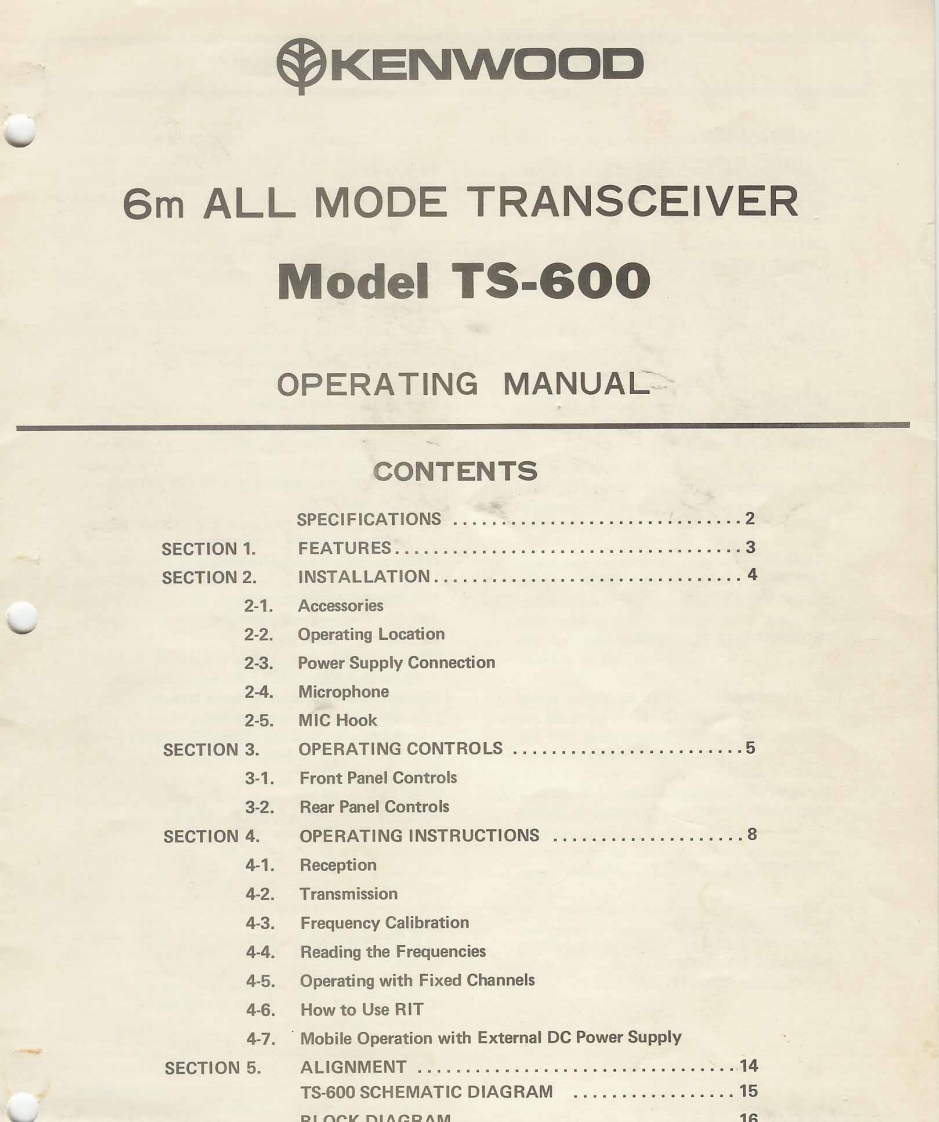 KENWOOD
6m ALL MODE TRANSCEIVER
Model TS-600
OPERATING MANUAL
CONTENTS
SPECIFICATIONS .............................. 2
SECTION 1. FEATURES.................................... 3
SECTION 2. INSTALLATION................................ 4
2-1. Accessories
2-2. Operating Location
2-3. Power Supply Connection
2-4. Microphone
2-5. MIC Hook
SECTION 3. OPERATING CONTROLS ........................ 5
3-1. Front Panel Controls
3-2. Rear Panel Controls
SECTION 4. OPERATING INSTRUCTIONS .................... 8
4-1. Reception
4-2. Transmission
4-3. Frequency Calibration
4-4. Reading the Frequencies
4-5. Operating with Fixed Channels
4-6. How to Use RIT
4-7. Mobile Operation with External DC Power Supply
SECTION 5. ALIGNMENT ................................. 14
TS-600 SCHEMATIC DIAGRAM ................. 15
BLOCK DIAGRAM 16